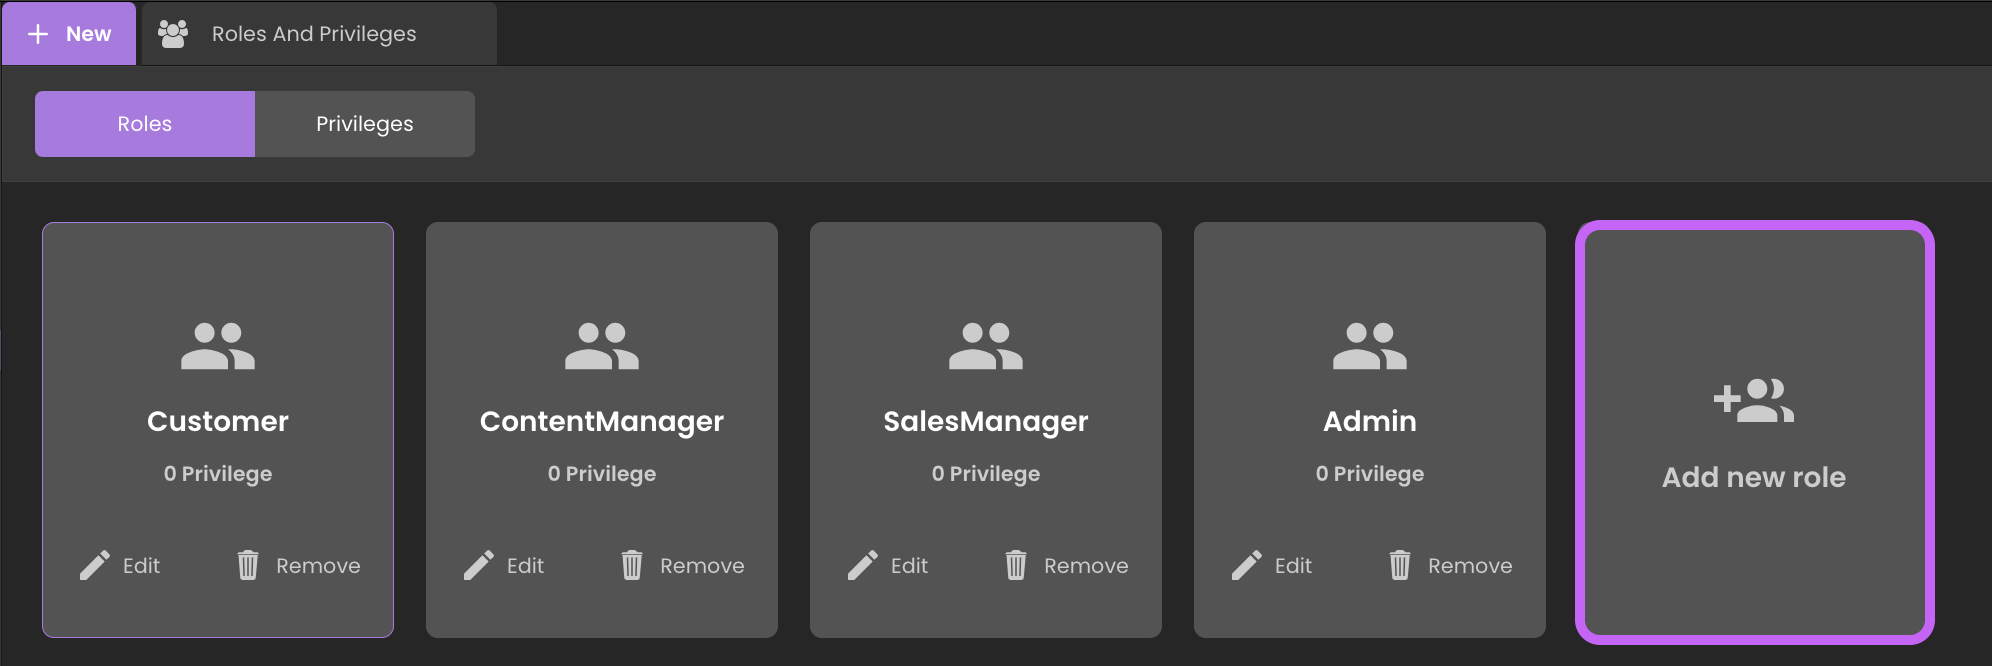 New
Roles And Privileges
Roles
Privileges
Customer
0 Privilege
Edit
Remove
ContentManager
0 Privilege
Edit
Remove
SalesManager
0 Privilege
Edit
Remove
Admin
0 Privilege
Edit
Remove
Add new role